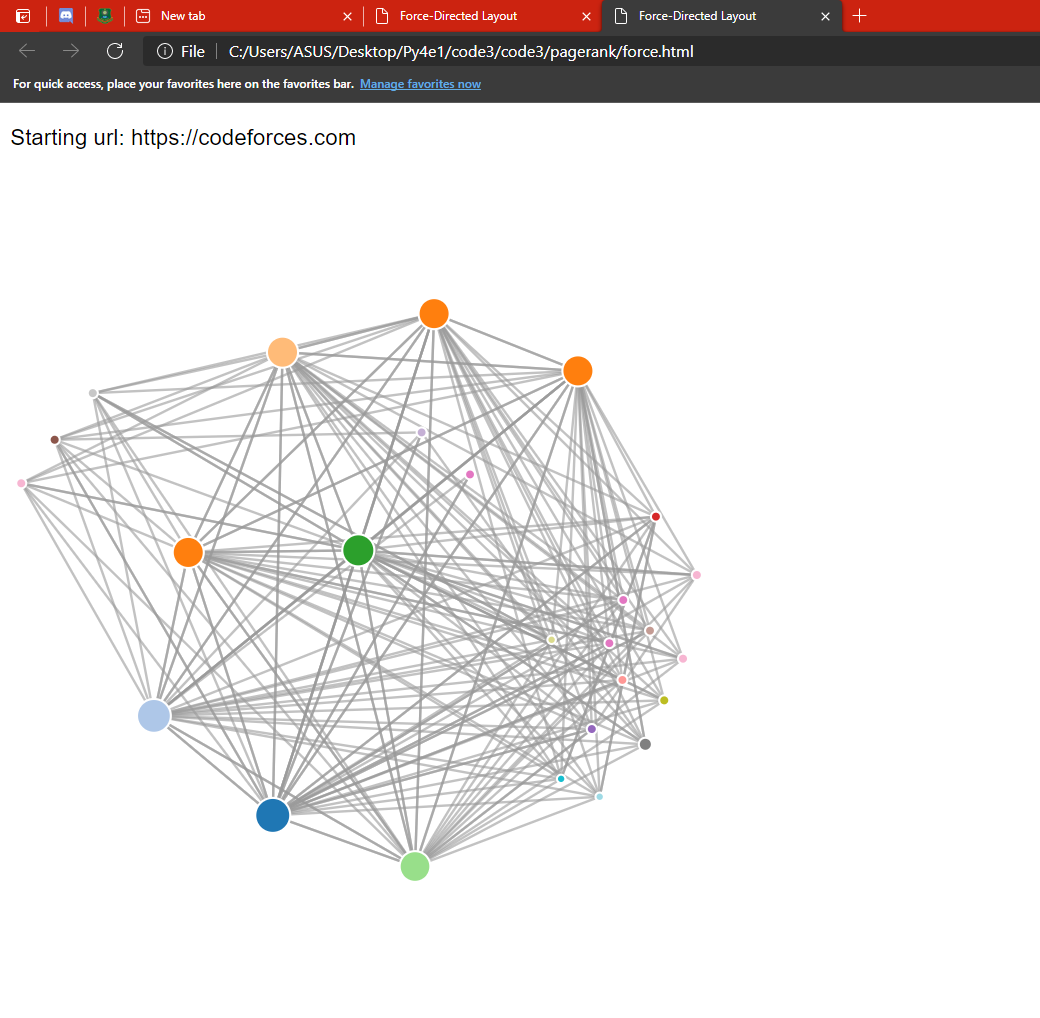 New tab
Force-Directed Layout
Force-Directed Layout
File
C:/Users/ASUS/Desktop/Py4e1/code3/code3/pagerank/force.html
For quick access, place your favorites here on the favorites bar. Manage favorites now
Starting url: https://codeforces.com